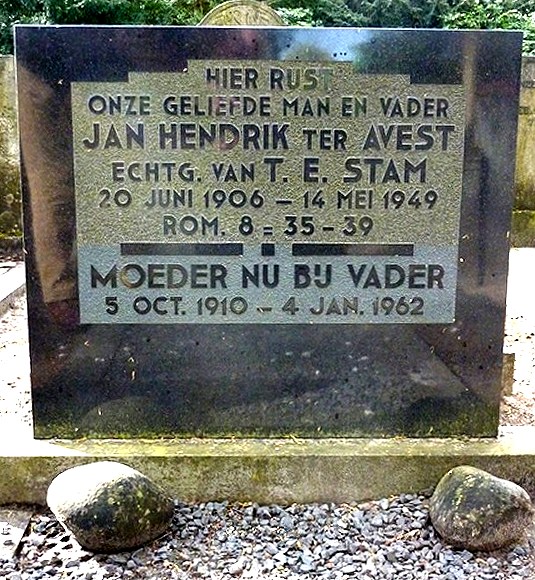 HIER RUST
ONZE GELIEFDE MAN EN VADER
JAN HENDRIK TER AVEST
ECHTG. VAN T. E. STAM
20 JUNI 1906 – 14 MEI 1949
ROM. 8 = 35 – 39
MOEDER NU BIJ VADER
5 OCT. 1910 – 4 JAN. 1962